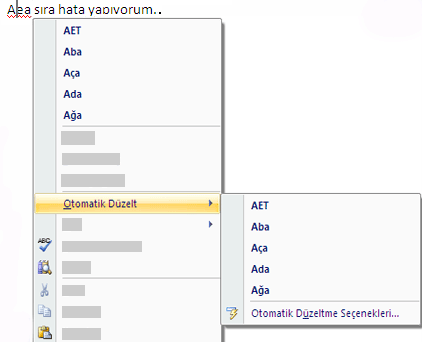 Aea sıra hata yapıyorum..
AET
Aba
Aça
Ada
Ağa
Otomatik Düzelt
AET
Aba
Aça
Ada
Ağa
Otomatik Düzeltme Seçenekleri...
ABC